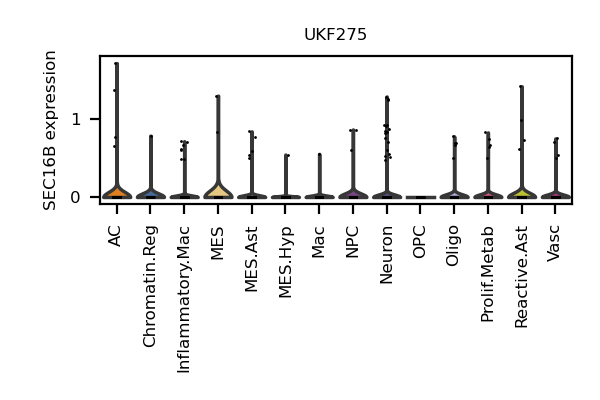 UKF275
SEC16B expression
1
0
AC
Chromatin.Reg
Inflammatory.Mac
MES
MES.Ast
MES.Hyp
Mac
NPC
Neuron
OPC
Oligo
Prolif.Metab
Reactive.Ast
Vasc